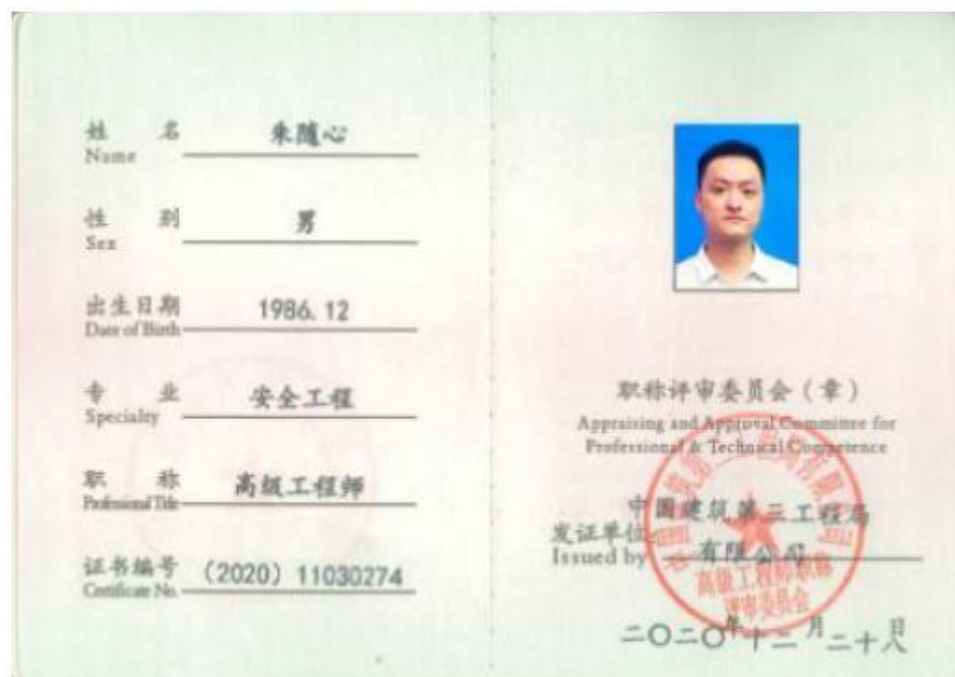 姓 名 朱随心
Name
性 别 男
Sex
出生日期 1986.12
Date of Birth
专 业 安全工程
Specialty
职 称 高级工程师
Professional Title
证书编号 (2020) 11030274
Certificate No.
职称评审委员会（章）
Appraising and Approval Committee for
Professional & Technical Competence
中国建筑第三工程局
发证单位
Issued by 有限公司
高级工程师职称
评审委员会
二〇二〇年十二月二十八日